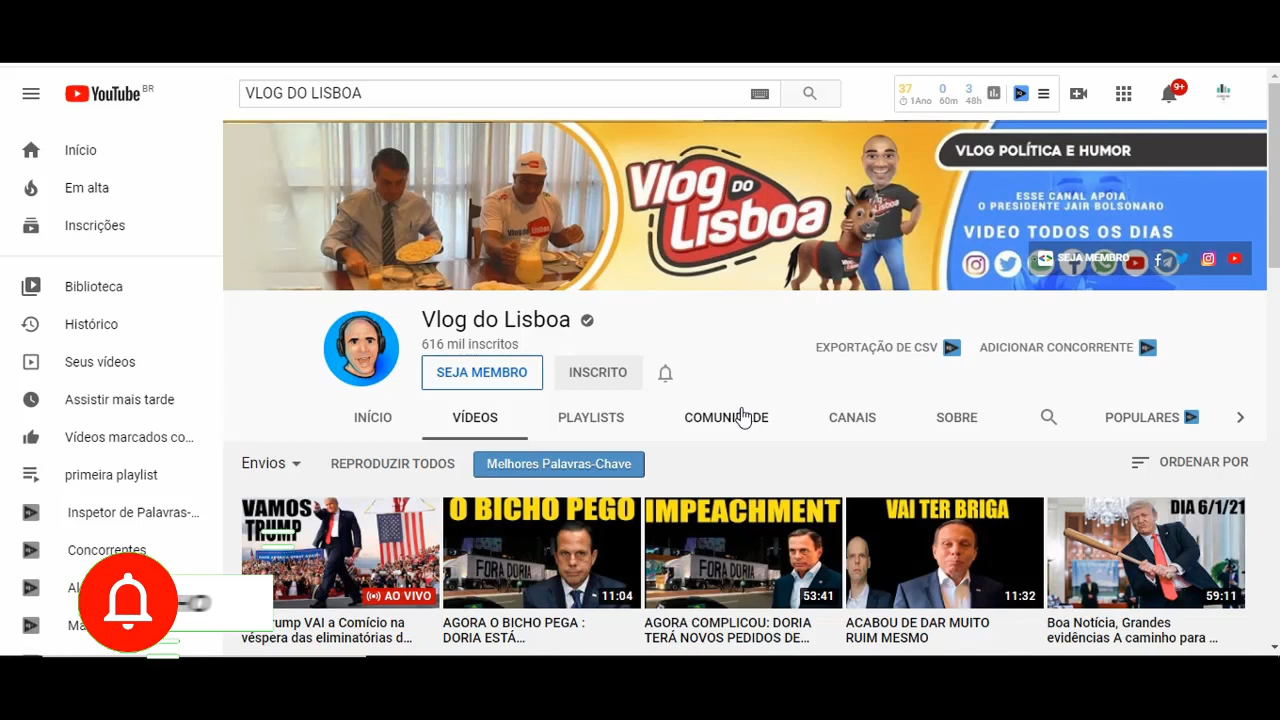 YouTube BR
VLOG DO LISBOA
37 0 3
1Ano 60m 48h
9+
Início
Em alta
Inscrições
Biblioteca
Histórico
Seus vídeos
Assistir mais tarde
Vídeos marcados co...
primeira playlist
Inspetor de Palavras-...
Concorrentes
Vlog DO Lisboa
VLOG POLÍTICA E HUMOR
ESSE CANAL APOIA
O PRESIDENTE JAIR BOLSONARO
VIDEO TODOS OS DIAS
SEJA MEMBRO
Vlog do Lisboa
616 mil inscritos
SEJA MEMBRO
INSCRITO
EXPORTAÇÃO DE CSV
ADICIONAR CONCORRENTE
INÍCIO
VÍDEOS
PLAYLISTS
COMUNIDADE
CANAIS
SOBRE
POPULARES
Envios
REPRODUZIR TODOS
Melhores Palavras-Chave
ORDENAR POR
VAMOS
TRUMP
AO VIVO
Trump VAI a Comício na
véspera das eliminatórias d...
O BICHO PEGO
FORA DORIA
11:04
AGORA O BICHO PEGA :
DORIA ESTÁ...
IMPEACHMENT
FORA DORIA
53:41
AGORA COMPLICOU: DORIA
TERÁ NOVOS PEDIDOS DE...
VAI TER BRIGA
11:32
ACABOU DE DAR MUITO
RUIM MESMO
DIA 6/1/21
59:11
Boa Notícia, Grandes
evidências A caminho para ...